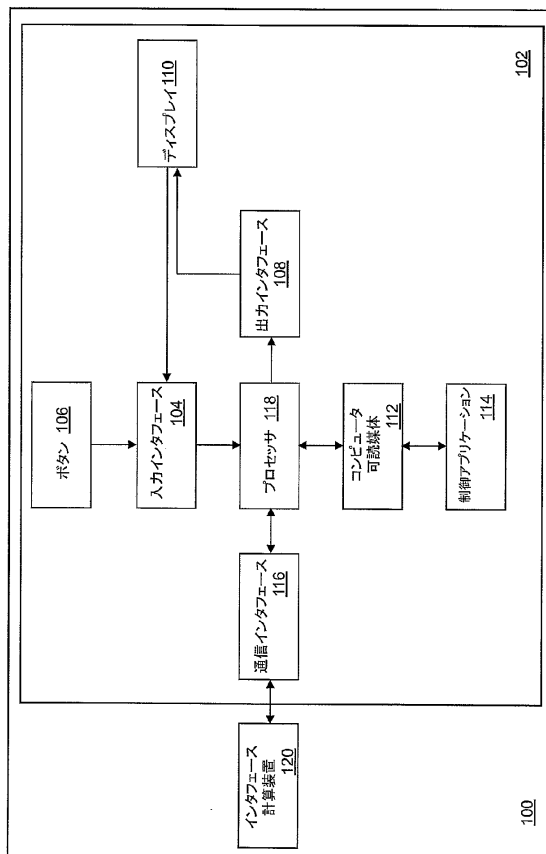 ボタン 106
ディスプレイ 110
入力インタフェース
104
出力インタフェース
108
プロセッサ
118
通信インタフェース
116
コンピュータ
可読媒体
112
制御アプリケーション
114
インタフェース
計算装置
120
102
100